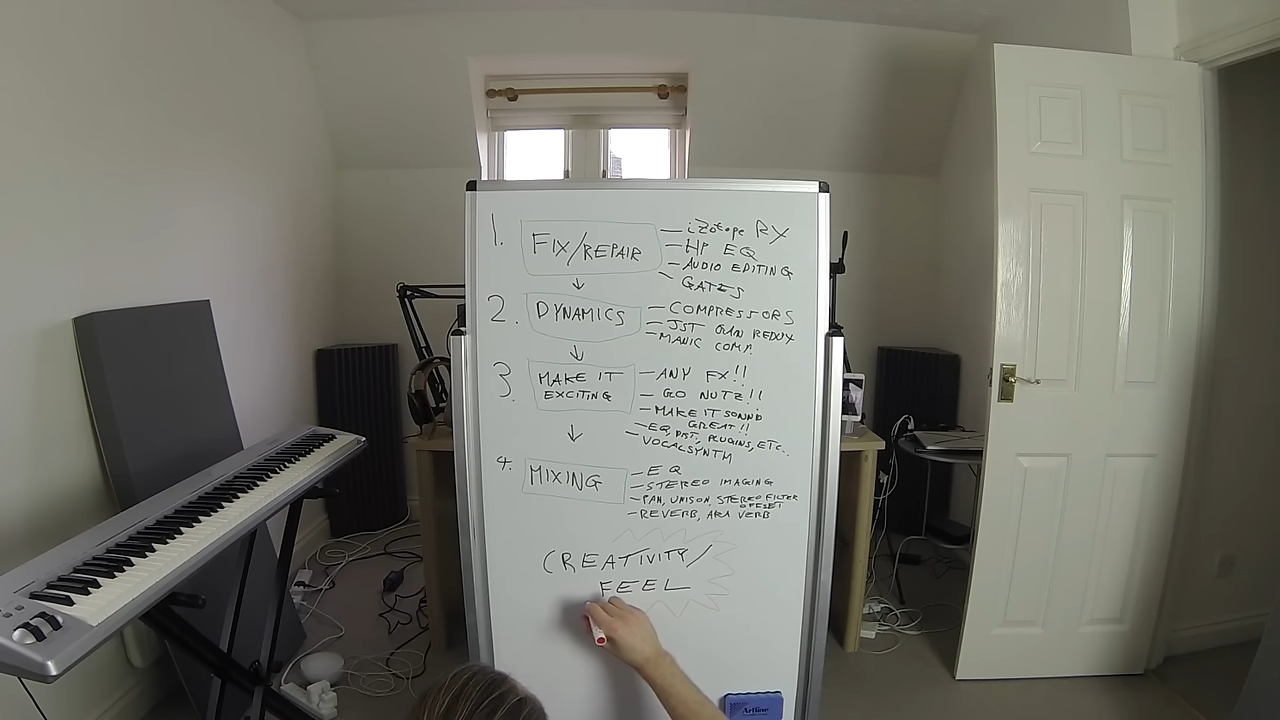 1. FIX/REPAIR
- iZotope RX
- HP EQ
- AUDIO EDITING
- GATES
2. DYNAMICS
- COMPRESSORS
- JST GAIN REDUX
- MANIC COMP.
3. MAKE IT
EXCITING
- ANY FX!!
- GO NUTZ!!
- MAKE IT SOUND
GREAT!!
- EQ, DIST, PLUGINS, ETC.
- VOCALSYNTH
4. MIXING
- EQ
- STEREO IMAGING
- PAN, UNISON, STEREO FILTER
OFFSET
- REVERB, VERB
CREATIVITY/
FEEL
Artline